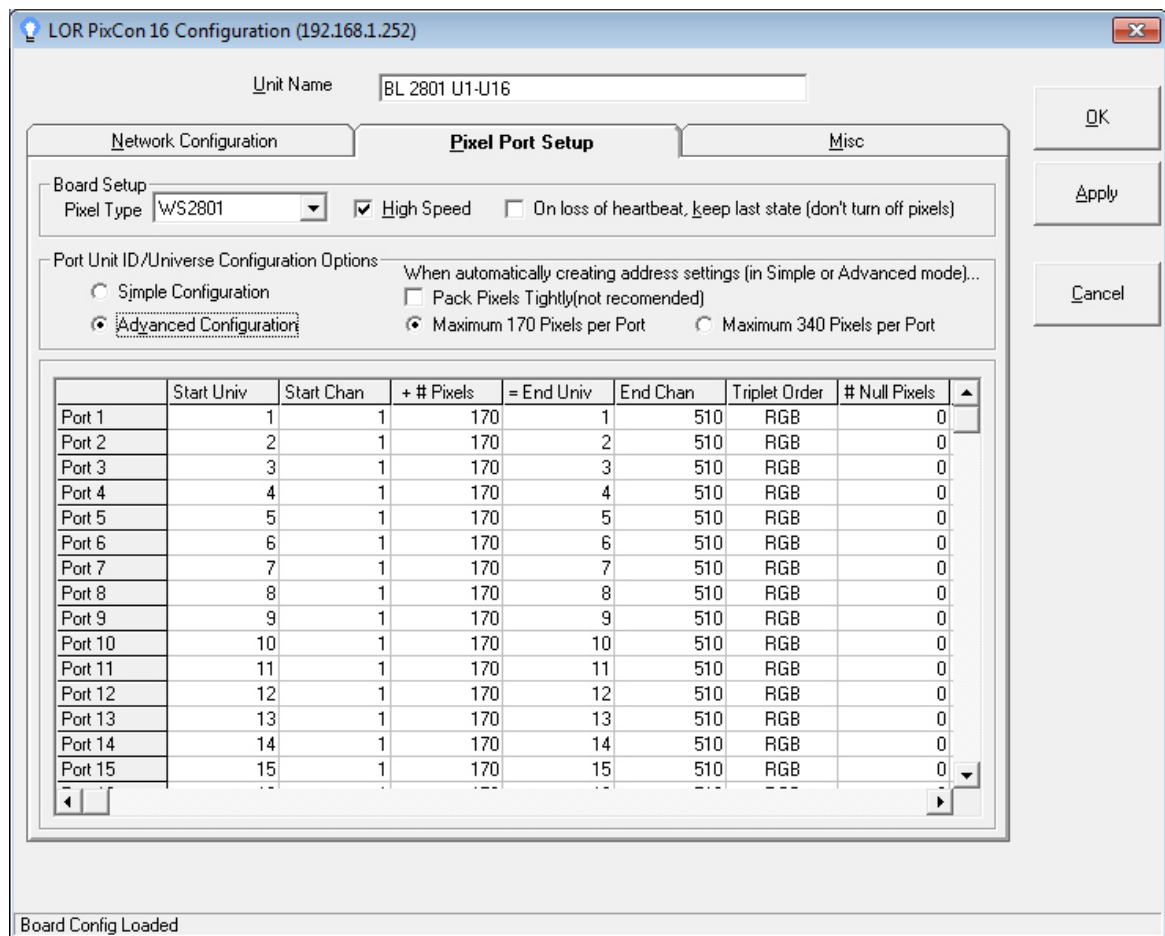 LOR PixCon 16 Configuration (192.168.1.252)
Unit Name BL 2801 U1-U16
OK
Network Configuration Pixel Port Setup Misc
Board Setup
Apply
Pixel Type WS2801 High Speed On loss of heartbeat, keep last state (don't turn off pixels)
Port Unit ID/Universe Configuration Options
When automatically creating address settings (in Simple or Advanced mode)...
Simple Configuration Pack Pixels Tightly(not recomended)
Cancel
Advanced Configuration Maximum 170 Pixels per Port Maximum 340 Pixels per Port
Start Univ Start Chan + # Pixels = End Univ End Chan Triplet Order # Null Pixels
Port 1 1 1 170 1 510 RGB 0
Port 2 2 1 170 2 510 RGB 0
Port 3 3 1 170 3 510 RGB 0
Port 4 4 1 170 4 510 RGB 0
Port 5 5 1 170 5 510 RGB 0
Port 6 6 1 170 6 510 RGB 0
Port 7 7 1 170 7 510 RGB 0
Port 8 8 1 170 8 510 RGB 0
Port 9 9 1 170 9 510 RGB 0
Port 10 10 1 170 10 510 RGB 0
Port 11 11 1 170 11 510 RGB 0
Port 12 12 1 170 12 510 RGB 0
Port 13 13 1 170 13 510 RGB 0
Port 14 14 1 170 14 510 RGB 0
Port 15 15 1 170 15 510 RGB 0
Board Config Loaded